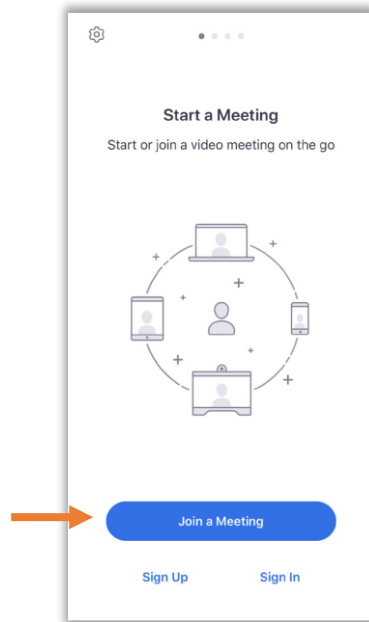 Start a Meeting
Start or join a video meeting on the go
Join a Meeting
Sign Up
Sign In